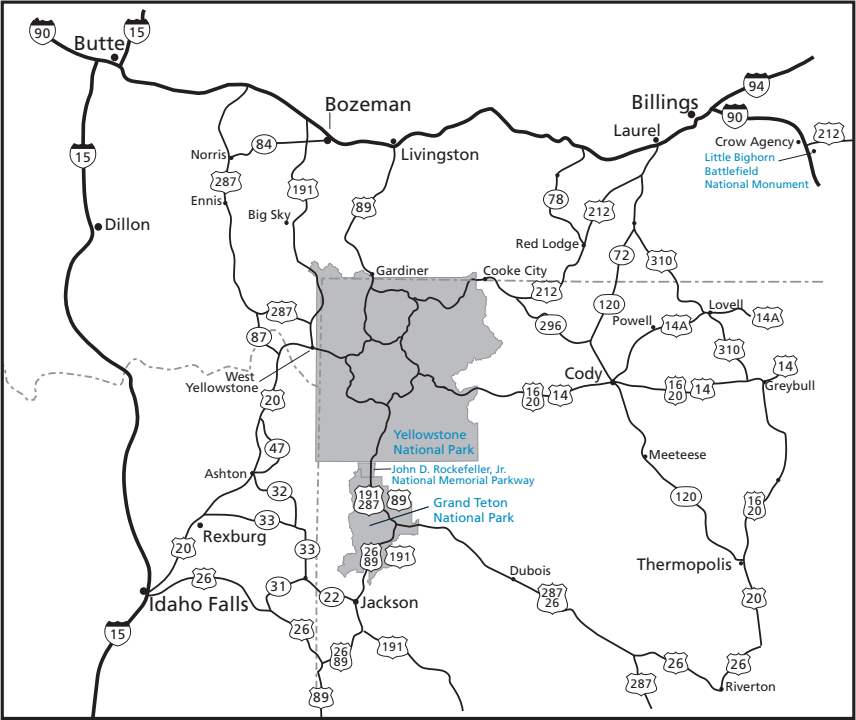 90
15
Butte
94
Billings
90
Bozeman
Laurel
212
Crow Agency
84
Livingston
15
Norris
Little Bighorn
Battlefield
National Monument
287
191
Ennis
78
89
212
Big Sky
Dillon
Red Lodge
72
310
Gardiner
Cooke City
212
120
Lovell
287
296
Powell
14A
14A
87
310
West
Yellowstone
Cody
14
16
20
14
16
20
14
Greybull
20
Yellowstone
National Park
47
Meeteese
Ashton
John D. Rockefeller, Jr.
National Memorial Parkway
32
191
287
89
120
16
20
Grand Teton
National Park
33
Rexburg
20
33
26
89
191
Thermopolis
Dubois
26
31
22
287
26
20
Idaho Falls
Jackson
15
26
26
89
191
26
26
89
287
Riverton